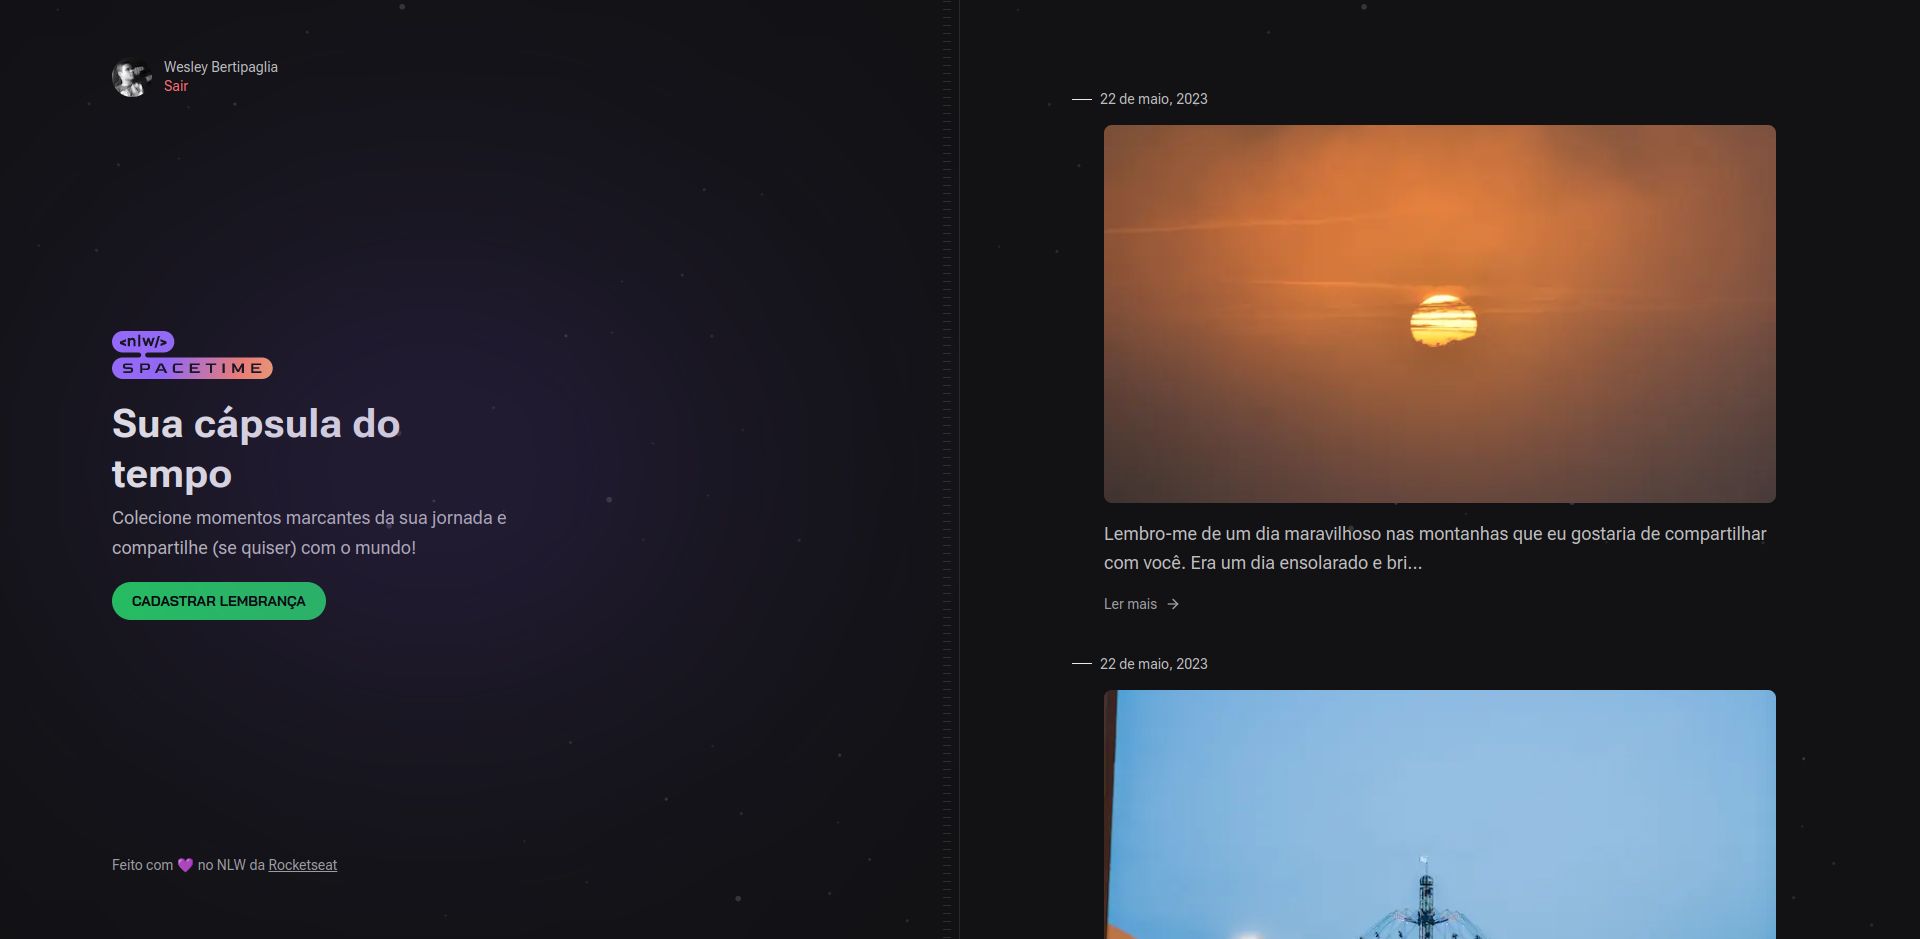 Wesley Bertipaglia
Sair
<nlw/>
SPACETIME
Sua cápsula do
tempo
Colecione momentos marcantes da sua jornada e
compartilhe (se quiser) com o mundo!
CADASTRAR LEMBRANÇA
Feito com 💜 no NLW da Rocketseat
22 de maio, 2023
Lembro-me de um dia maravilhoso nas montanhas que eu gostaria de compartilhar
com você. Era um dia ensolarado e bri...
Ler mais →
22 de maio, 2023